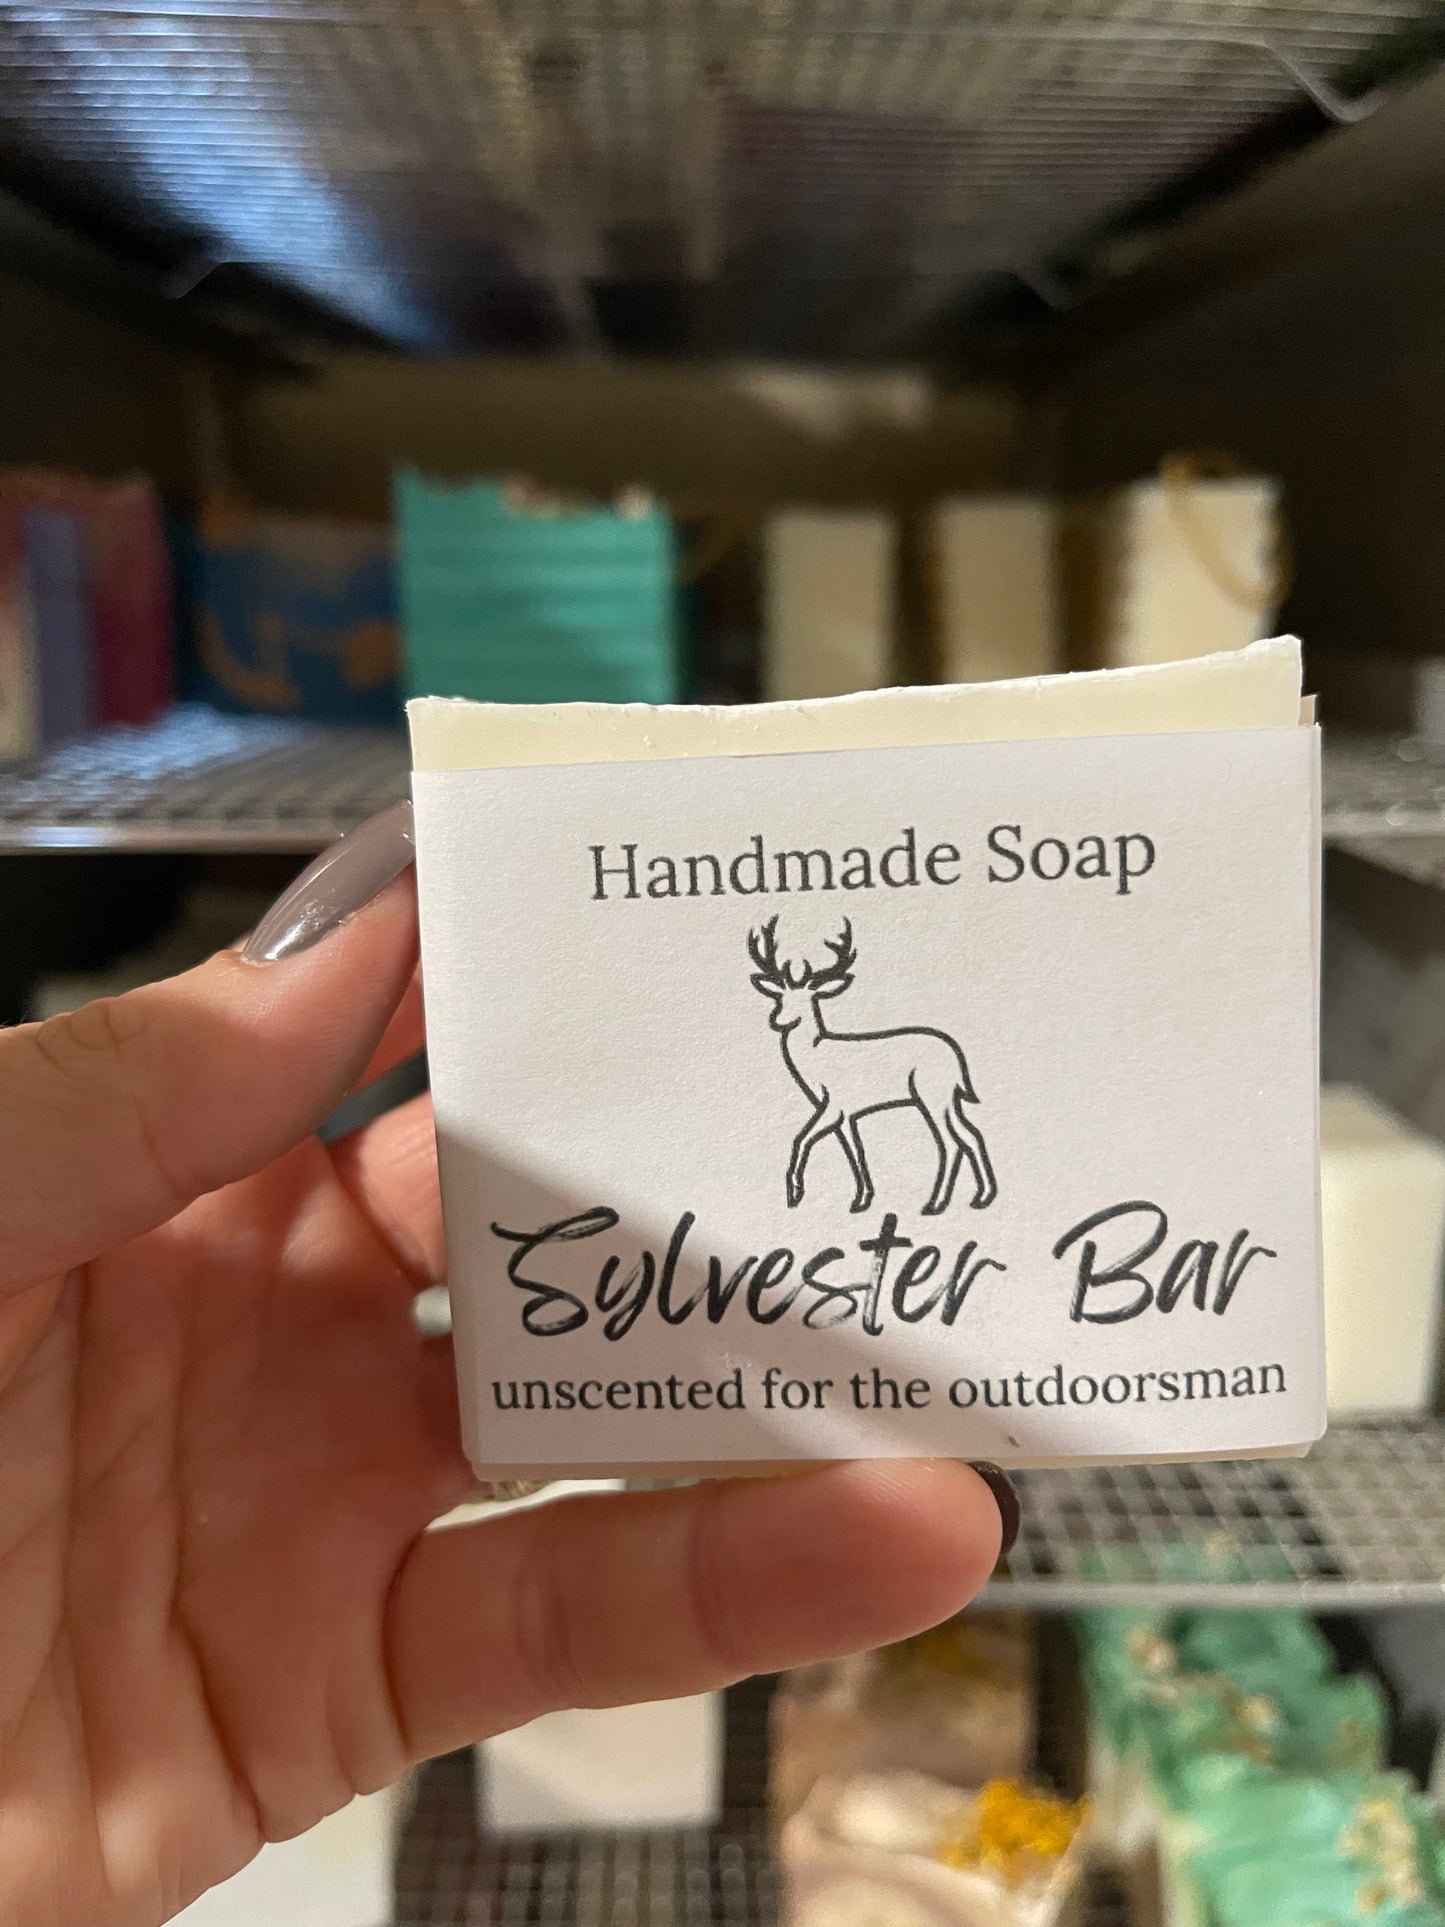 Handmade Soap
Sylvester Bar
unscented for the outdoorsman